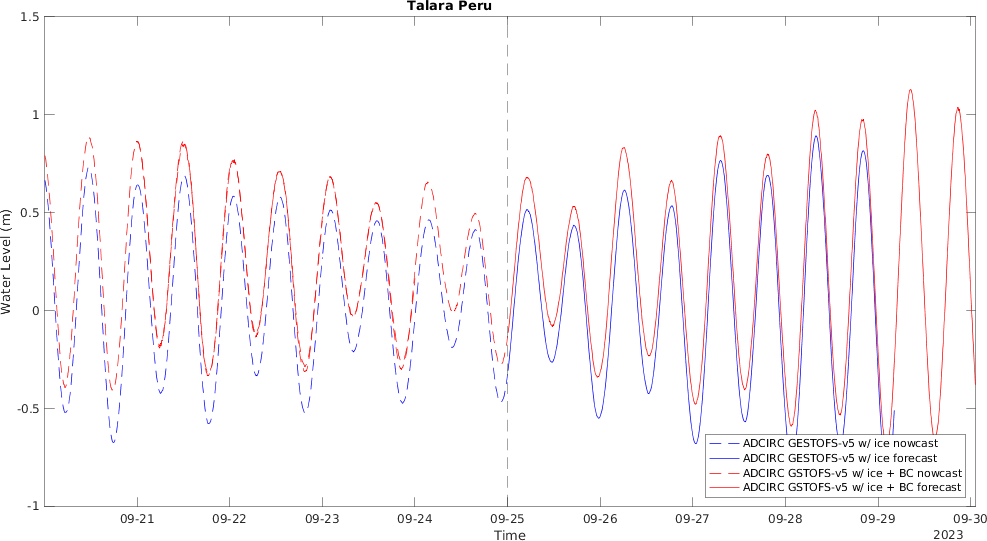 Talara Peru
1.5
1
0.5
0
-0.5
-1
Water Level (m)
ADCIRC GESTOFS-v5 w/ ice nowcast
ADCIRC GESTOFS-v5 w/ ice forecast
ADCIRC GSTOFS-v5 w/ ice + BC nowcast
ADCIRC GSTOFS-v5 w/ ice + BC forecast
09-21 09-22 09-23 09-24 09-25 09-26 09-27 09-28 09-29 09-30
Time
2023